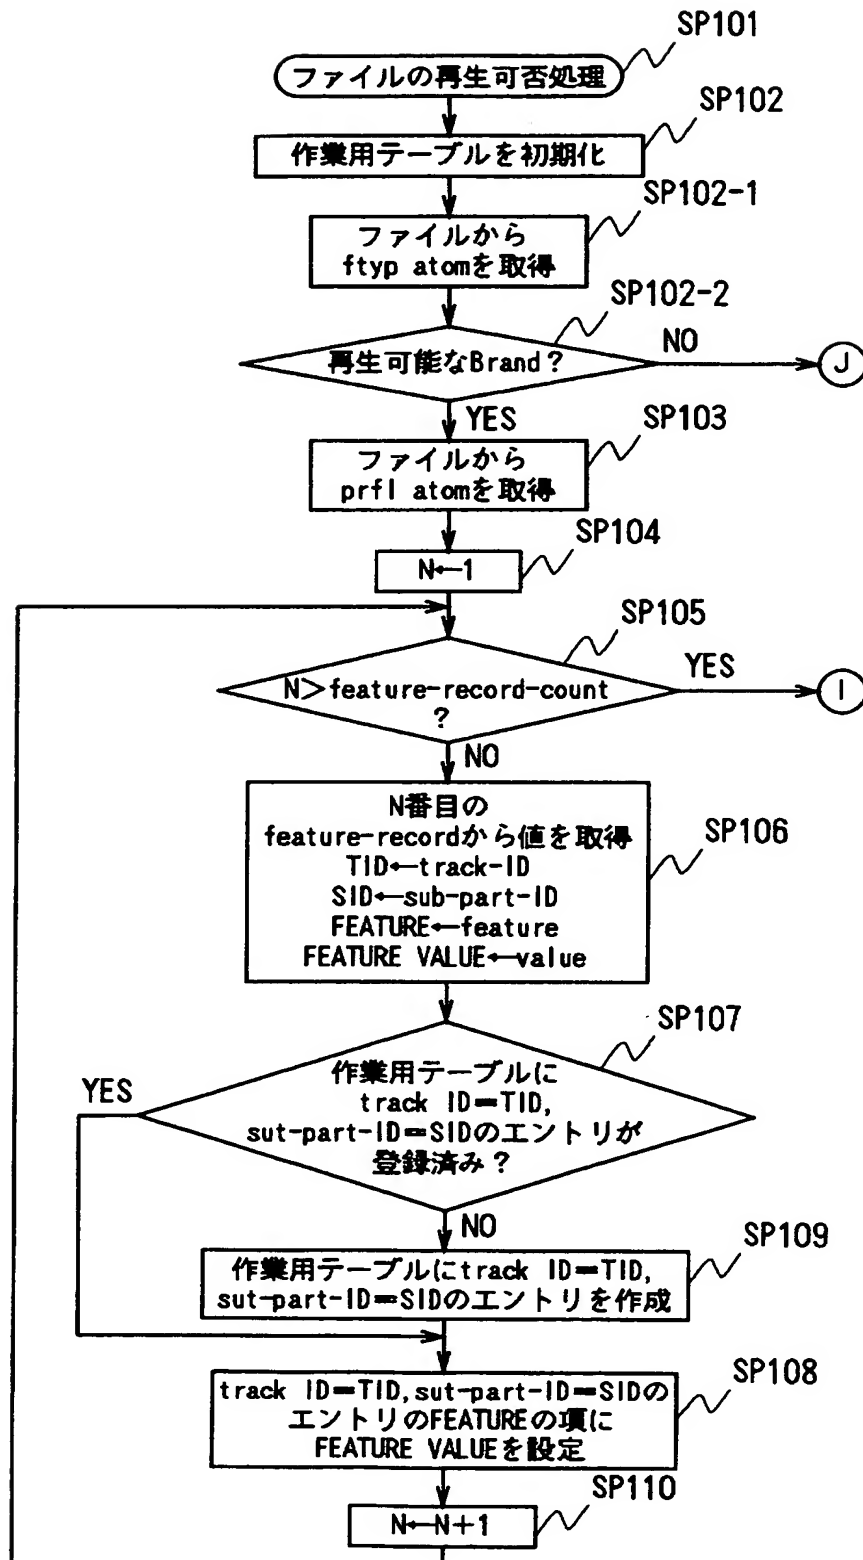 SP101
ファイルの再生可否処理
SP102
作業用テーブルを初期化
SP102-1
ファイルから
ftyp atomを取得
SP102-2
再生可能なBrand?
NO
J
YES
SP103
ファイルから
prfl atomを取得
SP104
N←1
SP105
N>feature-record-count
?
YES
I
NO
N番目の
feature-recordから値を取得
TID←track-ID
SID←sub-part-ID
FEATURE←feature
FEATURE VALUE←value
SP106
SP107
作業用テーブルに
track ID=TID,
sut-part-ID=SIDのエントリが
登録済み?
YES
NO
SP109
作業用テーブルにtrack ID=TID,
sut-part-ID=SIDのエントリを作成
SP108
track ID=TID,sut-part-ID=SIDの
エントリのFEATUREの項に
FEATURE VALUEを設定
SP110
N←N+1